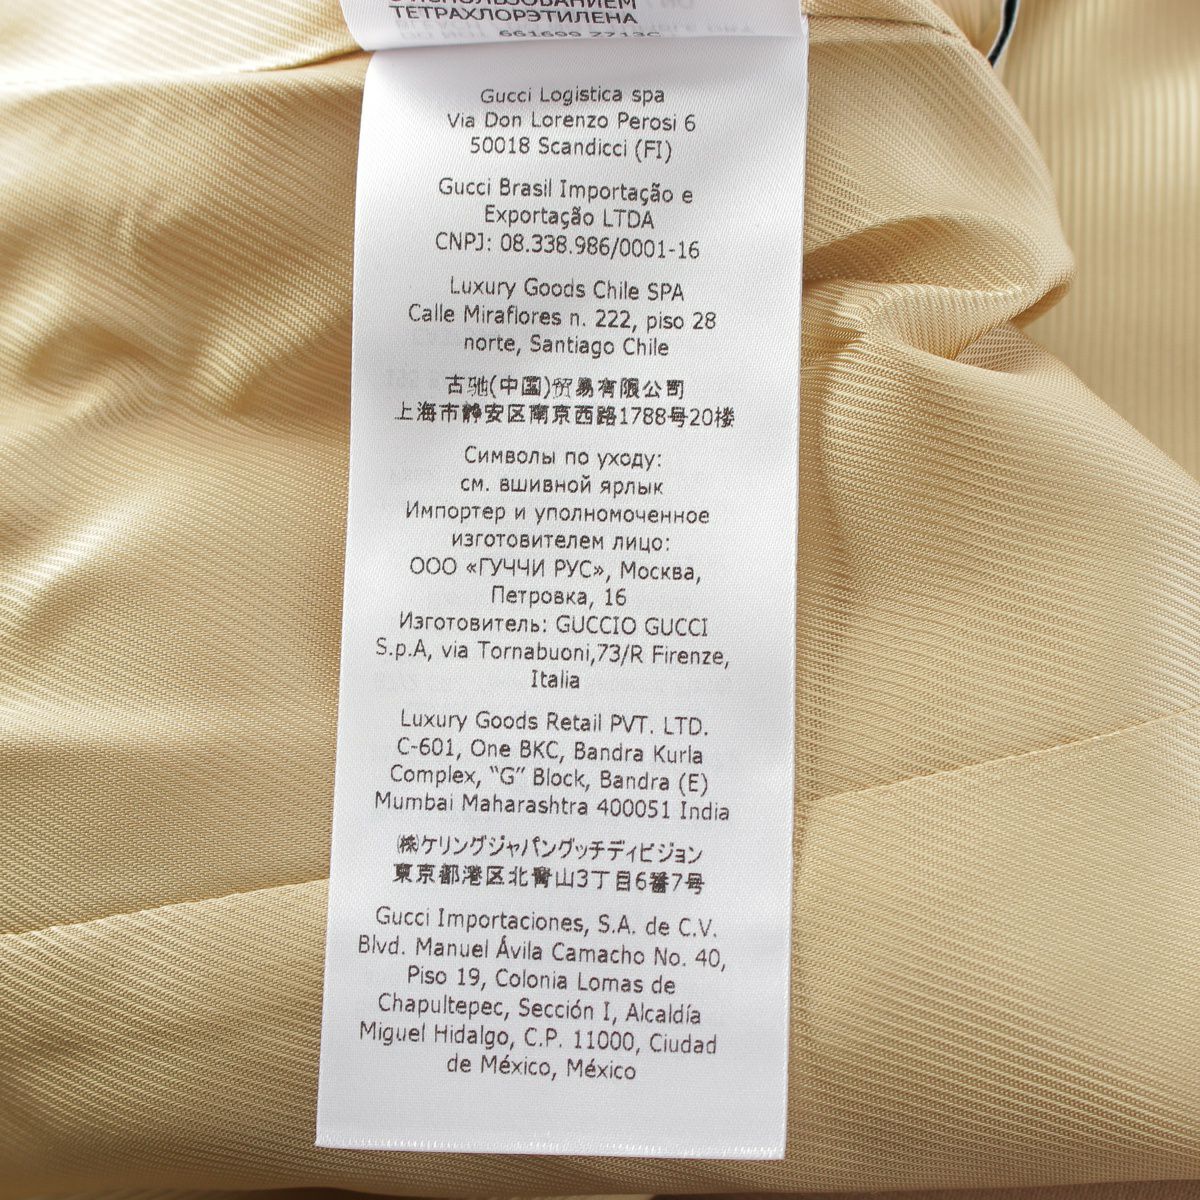 ИСПОЛЬЗОВАНИЕМ
ТЕТРАХЛОРЭТИЛЕНА
Gucci Logistica spa
Via Don Lorenzo Perosi 6
50018 Scandicci (FI)
Gucci Brasil Importação e
Exportação LTDA
CNPJ: 08.338.986/0001-16
Luxury Goods Chile SPA
Calle Miraflores n. 222, piso 28
norte, Santiago Chile
古驰(中国)贸易有限公司
上海市静安区南京西路1788号20楼
Символы по уходу:
см. вшивной ярлык
Импортер и уполномоченное
изготовителем лицо:
ООО «ГУЧЧИ РУС», Москва,
Петровка, 16
Изготовитель: GUCCIO GUCCI
S.p.A, via Tornabuoni,73/R Firenze,
Italia
Luxury Goods Retail PVT. LTD.
C-601, One BKC, Bandra Kurla
Complex, “G” Block, Bandra (E)
Mumbai Maharashtra 400051 India
㈱ケリングジャパングッチディビジョン
東京都港区北青山3丁目6番7号
Gucci Importaciones, S.A. de C.V.
Blvd. Manuel Ávila Camacho No. 40,
Piso 19, Colonia Lomas de
Chapultepec, Sección I, Alcaldía
Miguel Hidalgo, C.P. 11000, Ciudad
de México, México